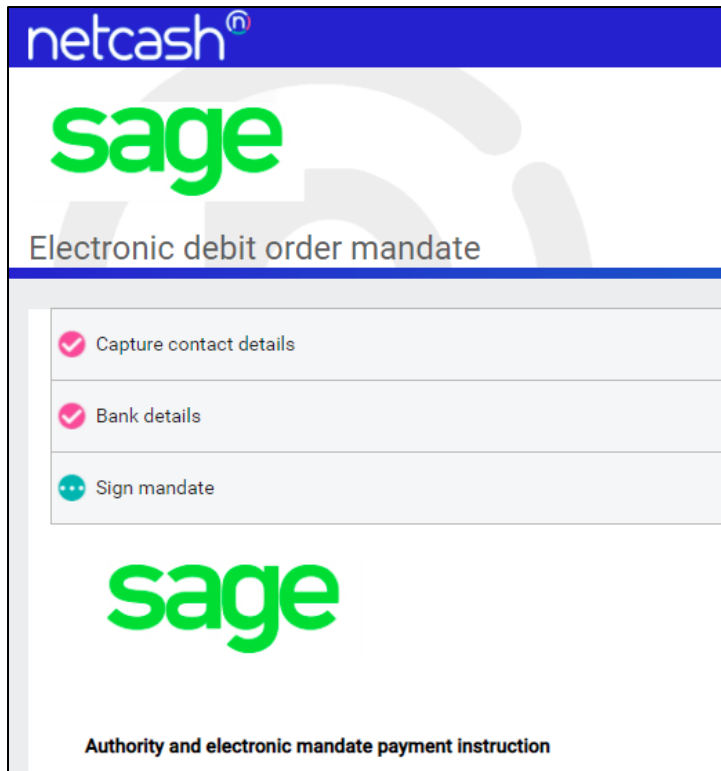 netcash n
sage
Electronic debit order mandate
Capture contact details
Bank details
Sign mandate
sage
Authority and electronic mandate payment instruction